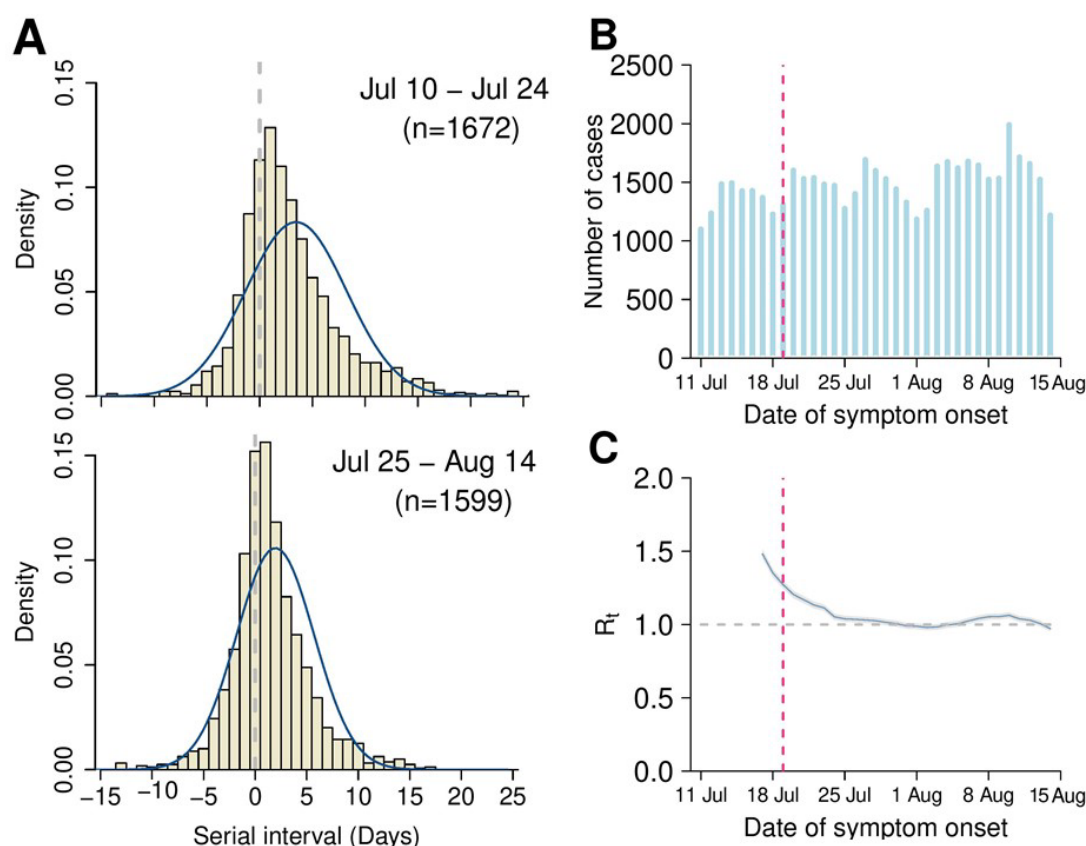 A
Jul 10 – Jul 24
(n=1672)
Density
0.15
0.10
0.05
0.00
Jul 25 – Aug 14
(n=1599)
Density
0.15
0.10
0.05
0.00
−15 −10 −5 0 5 10 15 20 25
Serial interval (Days)
B
Number of cases
2500
2000
1500
1000
500
0
11 Jul 18 Jul 25 Jul 1 Aug 8 Aug 15 Aug
Date of symptom onset
C
Rt
2.0
1.5
1.0
0.5
0.0
11 Jul 18 Jul 25 Jul 1 Aug 8 Aug 15 Aug
Date of symptom onset